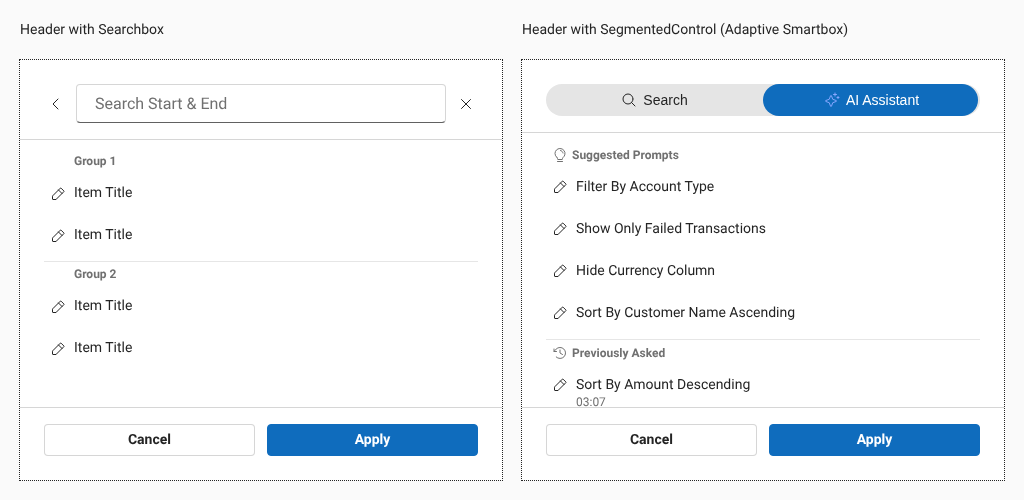 Header with Searchbox
Search Start & End
Group 1
Item Title
Item Title
Group 2
Item Title
Item Title
Cancel
Apply
Header with SegmentedControl (Adaptive Smartbox)
Search
AI Assistant
Suggested Prompts
Filter By Account Type
Show Only Failed Transactions
Hide Currency Column
Sort By Customer Name Ascending
Previously Asked
Sort By Amount Descending
03:07
Cancel
Apply